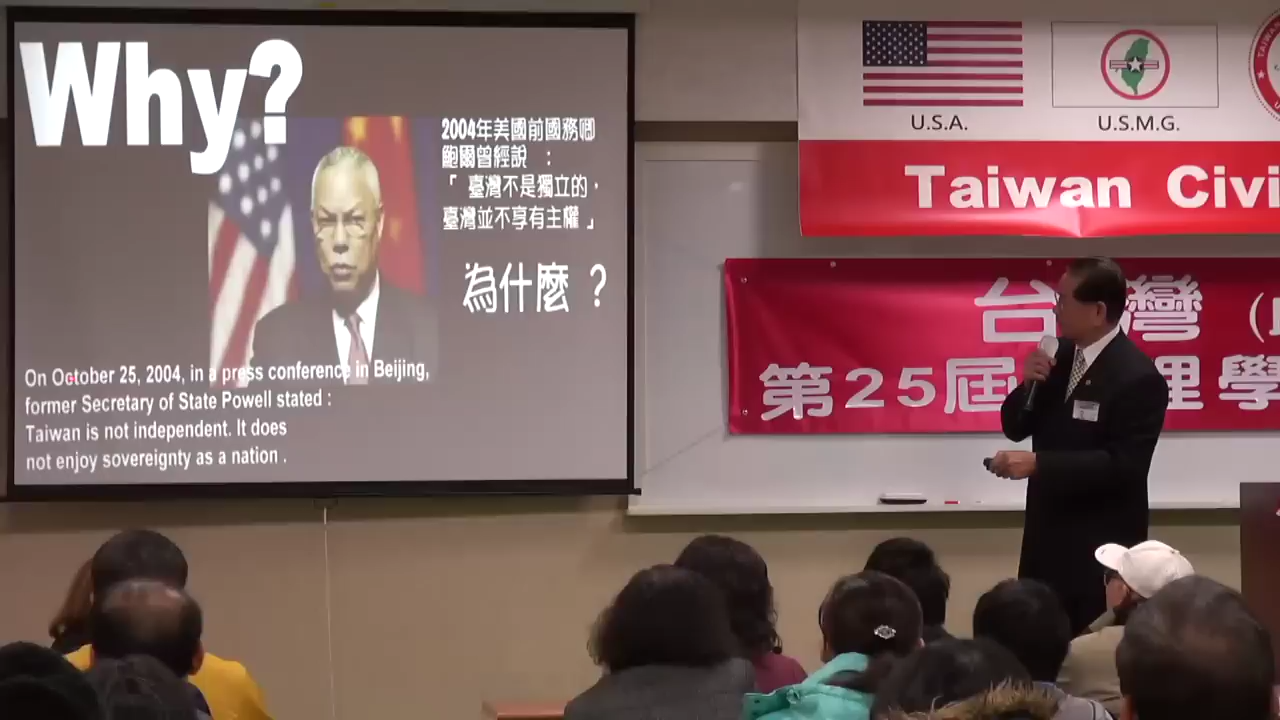 Why?
2004年美國前國務卿
鮑爾曾經說 :
「 臺灣不是獨立的,
臺灣並不享有主權 」
為什麼 ?
On October 25, 2004, in a press conference in Beijing,
former Secretary of State Powell stated :
Taiwan is not independent. It does
not enjoy sovereignty as a nation .
U.S.A.
U.S.M.G.
Taiwan Civi
台灣 (
第25屆 理學